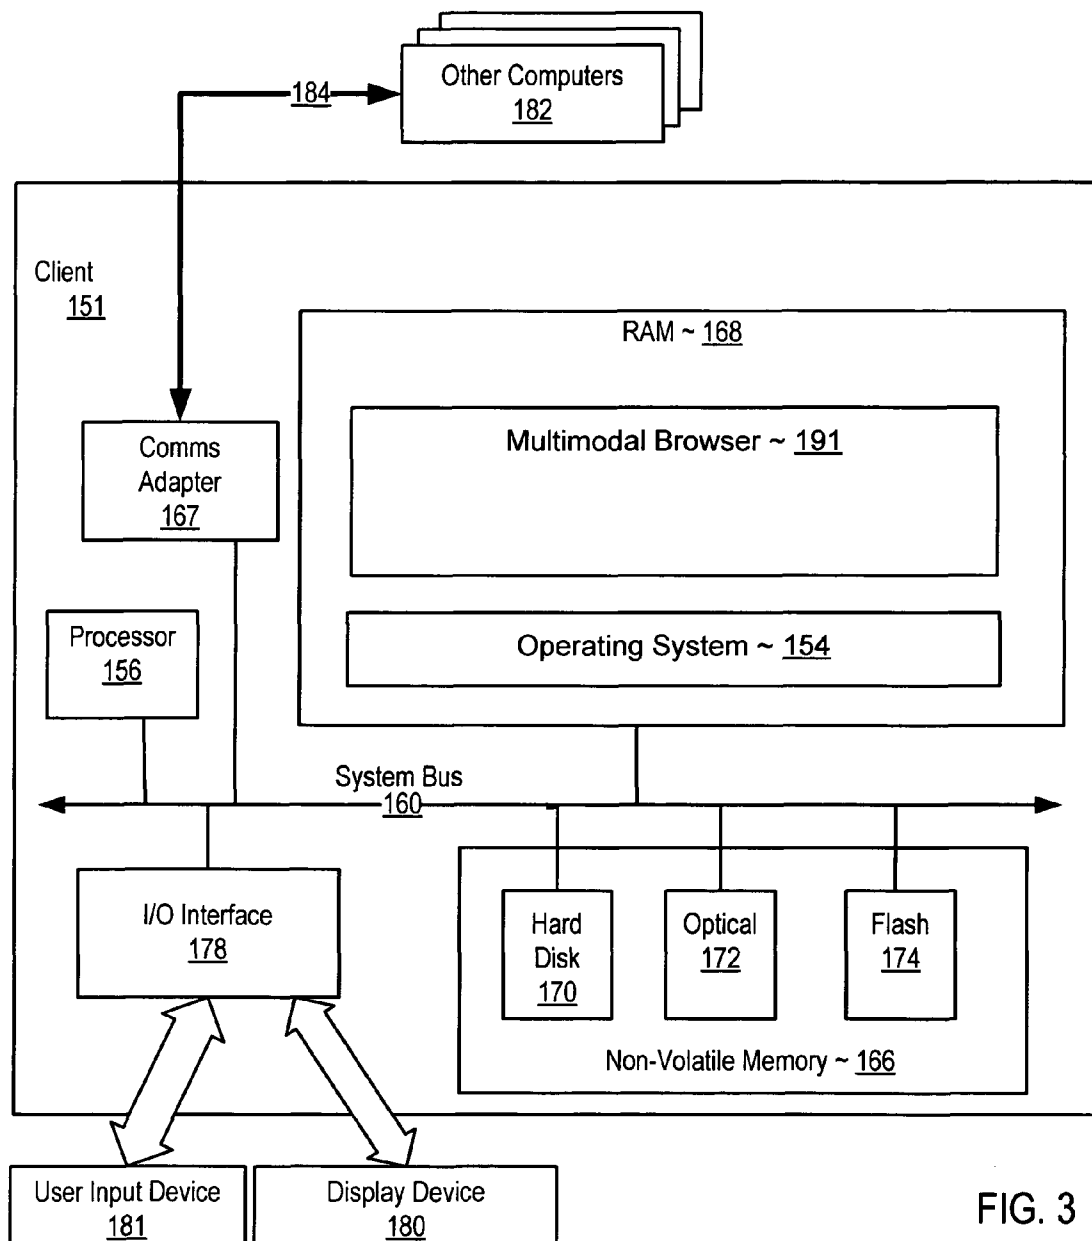 Other Computers
182
184
Client
151
RAM ~ 168
Multimodal Browser ~ 191
Comms
Adapter
167
Operating System ~ 154
Processor
156
System Bus
160
I/O Interface
178
Hard
Disk
170
Optical
172
Flash
174
Non-Volatile Memory ~ 166
User Input Device
181
Display Device
180
FIG. 3